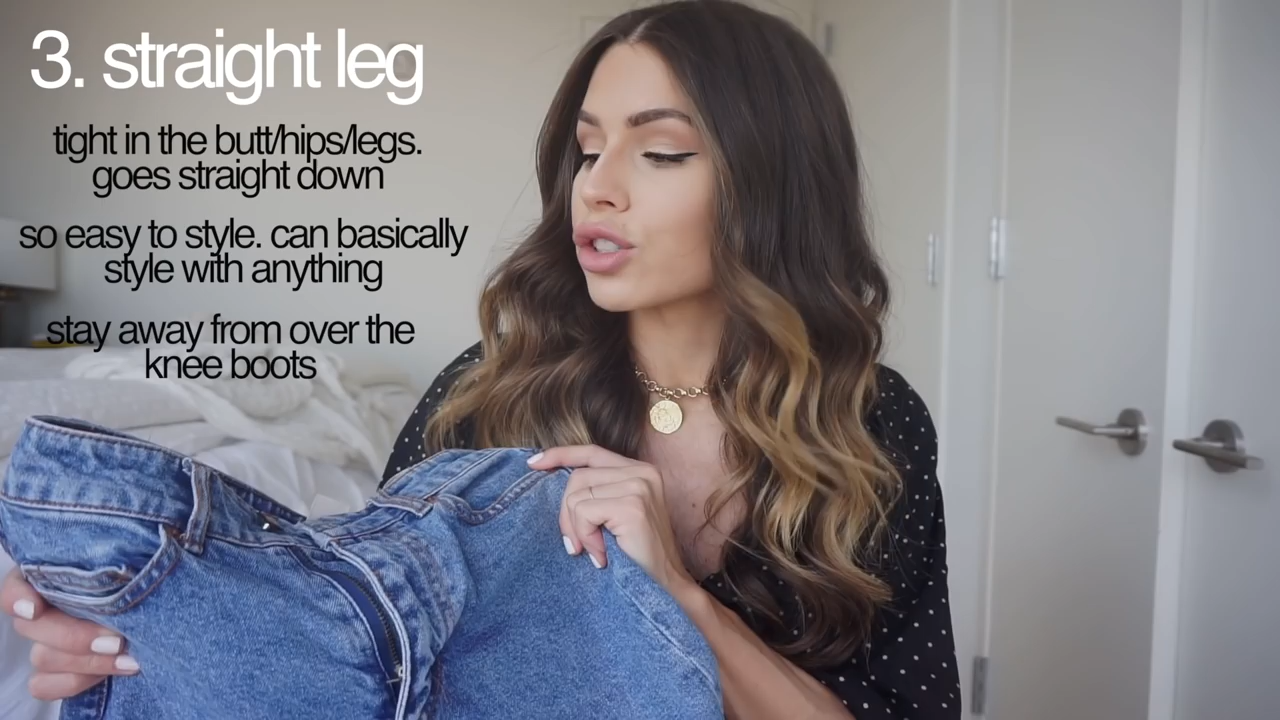 3. straight leg
tight in the butt/hips/legs.
goes straight down
so easy to style. can basically
style with anything
stay away from over the
knee boots